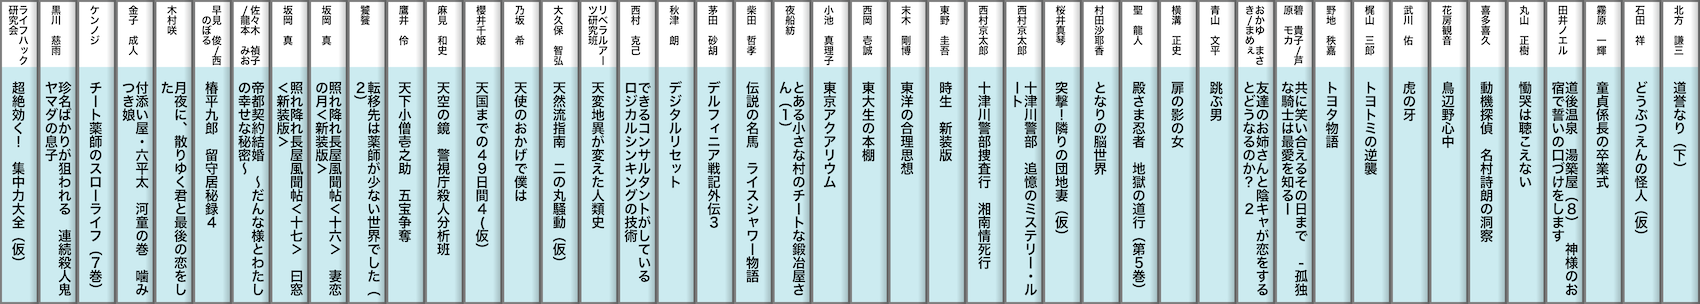 北方 謙三
道誉なり（下）
石田 祥
どうぶつえんの怪人（仮）
霧原 一輝
童貞係長の卒業式
田井ノエル
道後温泉 湯築屋（８） 神様のお
宿で誓いの口づけをします
丸山 正樹
慟哭は聴こえない
喜多喜久
動機探偵 名村詩朗の洞察
花房観音
鳥辺野心中
武川 佑
虎の牙
梶山 三郎
トヨトミの逆襲
野地 秩嘉
トヨタ物語
碧 貴子/芦
原 モカ
共に笑い合えるその日まで -孤独
な騎士は最愛を知るー
おかゆ まさ
き/まめぇ
友達のお姉さんと陰キャが恋をする
とどうなるのか？ ２
青山 文平
跳ぶ男
横溝 正史
扉の影の女
聖 龍人
殿さま忍者 地獄の道行（第５巻）
村田沙耶香
となりの脳世界
桜井真琴
突撃！隣りの団地妻（仮）
西村京太郎
十津川警部 追憶のミステリー・ル
ート
西村京太郎
十津川警部捜査行 湘南情死行
東野 圭吾
時生 新装版
末木 剛博
東洋の合理思想
西岡 壱誠
東大生の本棚
小池 真理子
東京アクアリウム
夜船紡
とある小さな村のチートな鍛冶屋さ
ん（１）
柴田 哲孝
伝説の名馬 ライスシャワー物語
茅田 砂胡
デルフィニア戦記外伝３
秋津 朗
デジタルリセット
西村 克己
できるコンサルタントがしている
ロジカルシンキングの技術
リベラルアー
ツ研究班
天変地異が変えた人類史
大久保 智弘
天然流指南 二の丸騒動（仮）
乃坂 希
天使のおかげで僕は
櫻井千姫
天国までの４９日間４(仮)
麻見 和史
天空の鏡 警視庁殺人分析班
鷹井 伶
天下小僧壱之助 五宝争奪
饕餮
転移先は薬師が少ない世界でした（
２）
坂岡 真
照れ降れ長屋風聞帖＜十六＞ 妻恋
の月＜新装版＞
坂岡 真
照れ降れ長屋風聞帖＜十七＞ 日窓
＜新装版＞
佐々木 禎子
/龍本 みお
帝都契約結婚 〜だんな様とわたし
の幸せな秘密〜
早見 俊/西
のぼる
椿平九郎 留守居秘録４
木村咲
月夜に、散りゆく君と最後の恋をし
た
金子 成人
付添い屋・六平太 河童の巻 噛み
つき娘
ケンノジ
チート薬師のスローライフ（７巻）
黒川 慈雨
珍名ばかりが狙われる 連続殺人鬼
ヤマダの息子
ライフハック
研究会
超絶効く！ 集中力大全（仮）